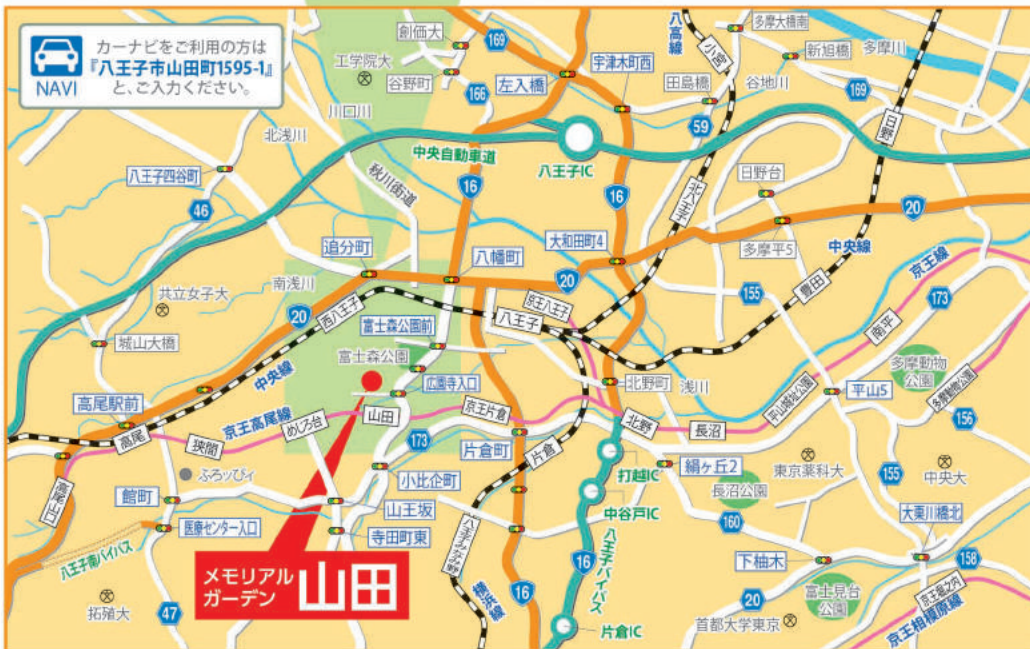 カーナビをご利用の方は
『八王子市山田町1595-1』
と、ご入力ください。
NAVI
創価大
169
八高線
小宮
多摩大橋南
工学院大
谷野町
左入橋
宇津木町西
新旭橋
多摩川
166
田島橋
谷地川
169
川口川
59
日野
北浅川
中央自動車道
八王子IC
八王子四谷町
秋川街道
16
16
北八王子
日野台
46
20
追分町
八幡町
大和田町4
多摩平5
中央線
南浅川
20
京王線
共立女子大
西八王子
京王八王子
155
豊田
173
20
富士森公園前
八王子
南平
城山大橋
富士森公園
多摩動物
公園
中央線
広園寺入口
北野町
浅川
平山城址公園
平山5
多摩動物公園
高尾駅前
山田
京王片倉
北野
長沼
156
高尾
京王高尾線
めじろ台
173
片倉町
片倉
狭間
打越IC
絹ヶ丘2
東京薬科大
155
中央大
ふろッぴィ
小比企町
高尾山口
館町
山王坂
中谷戸IC
長沼公園
大栗川橋北
医療センター入口
寺田町東
八王子みなみ野
160
八王子南バイパス
16
八王子バイパス
下柚木
158
メモリアル
ガーデン
山田
富士見台
公園
京王堀之内
拓殖大
47
横浜線
16
20
首都大学東京
片倉IC
京王相模原線